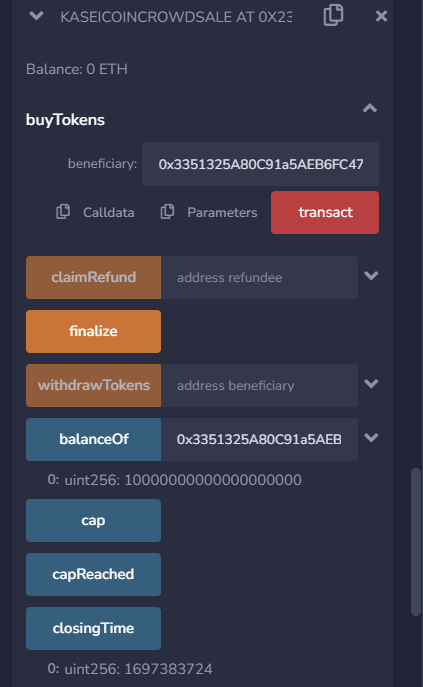 KASEICOINCROWDSALE AT 0X23
Balance: 0 ETH
buyTokens
beneficiary: 0x3351325A80C91a5AEB6FC47
Calldata Parameters transact
claimRefund address refundee
finalize
withdrawTokens address beneficiary
balanceOf 0x3351325A80C91a5AEB
0: uint256: 10000000000000000000
cap
capReached
closingTime
0: uint256: 1697383724